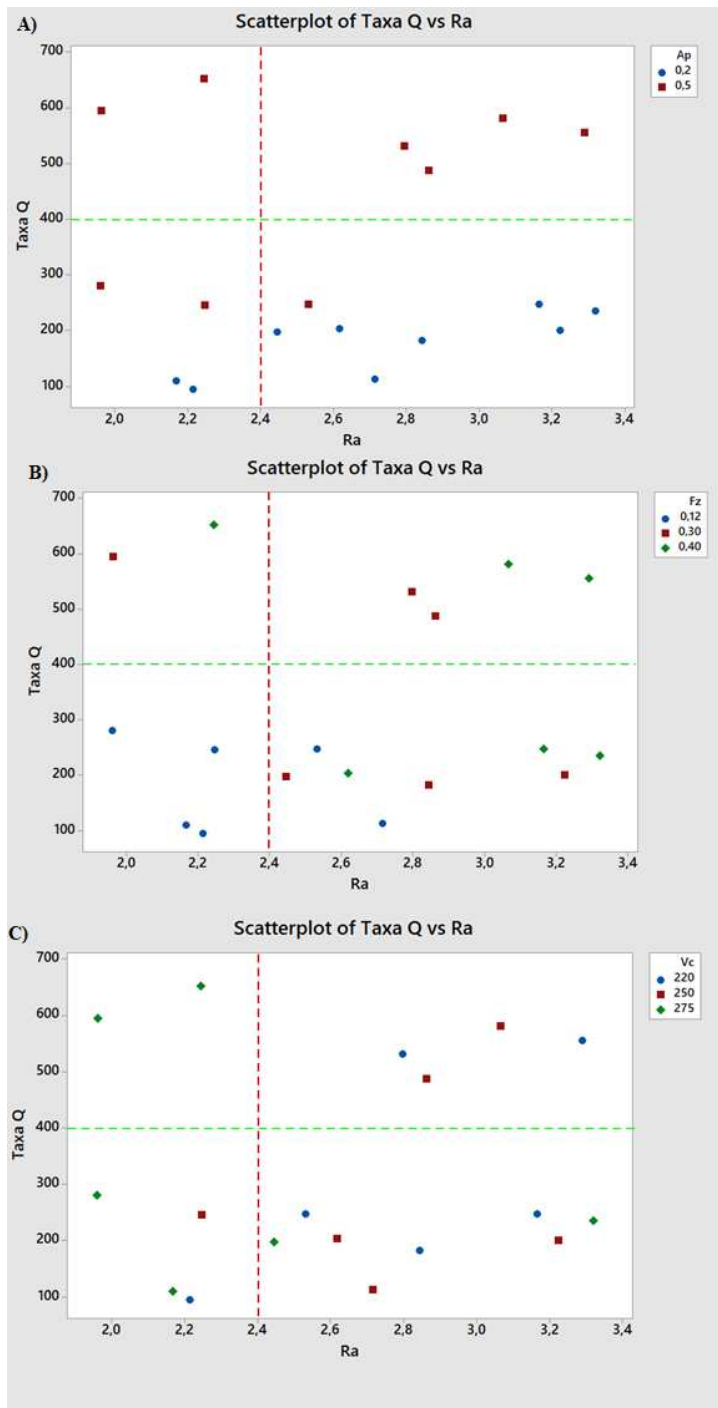 A)
Scatterplot of Taxa Q vs Ra
700
600
500
400
300
200
100
Taxa Q
2,0 2,2 2,4 2,6 2,8 3,0 3,2 3,4
Ra
Ap
0,2
0,5
B)
Scatterplot of Taxa Q vs Ra
700
600
500
400
300
200
100
Taxa Q
2,0 2,2 2,4 2,6 2,8 3,0 3,2 3,4
Ra
Fz
0,12
0,30
0,40
C)
Scatterplot of Taxa Q vs Ra
700
600
500
400
300
200
100
Taxa Q
2,0 2,2 2,4 2,6 2,8 3,0 3,2 3,4
Ra
Vc
220
250
275